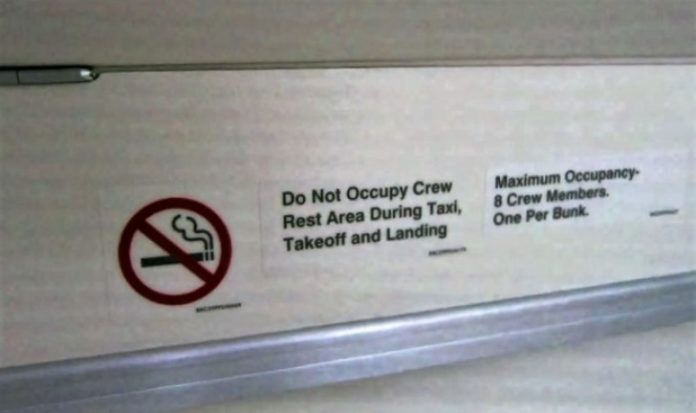 Do Not Occupy Crew
Rest Area During Taxi,
Takeoff and Landing
Maximum Occupancy-
8 Crew Members.
One Per Bunk.